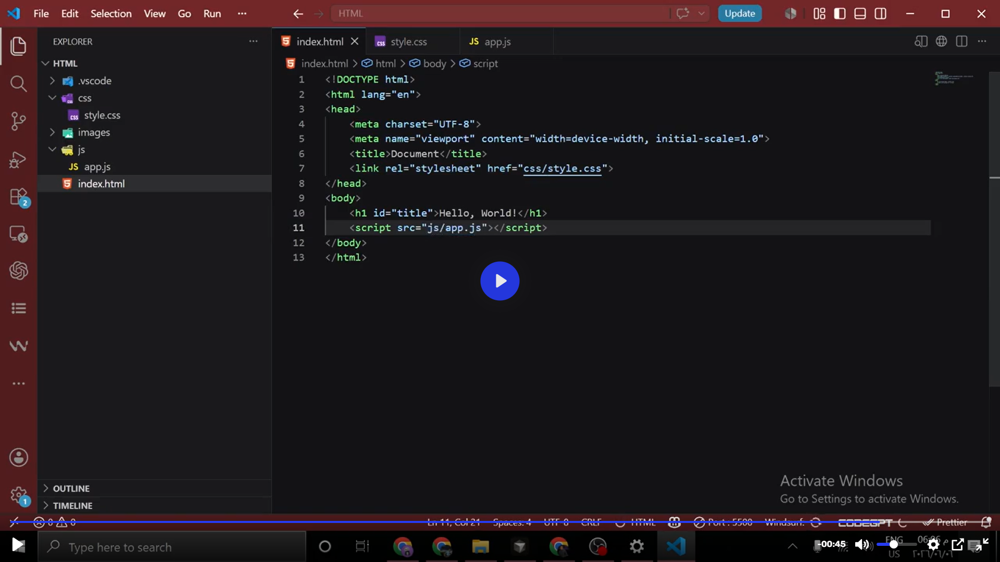 File Edit Selection View Go Run
HTML
Update
EXPLORER
HTML
.vscode
css
style.css
images
js
JS app.js
index.html
OUTLINE
TIMELINE
index.html
style.css
JS app.js
index.html > html > body > script
1 <!DOCTYPE html>
2 <html lang="en">
3 <head>
4 <meta charset="UTF-8">
5 <meta name="viewport" content="width=device-width, initial-scale=1.0">
6 <title>Document</title>
7 <link rel="stylesheet" href="css/style.css">
8 </head>
9 <body>
10 <h1 id="title">Hello, World!</h1>
11 <script src="js/app.js"></script>
12 </body>
13 </html>
2
1
Activate Windows
Go to Settings to activate Windows.
0 0 Ln 11, Col 21 Spaces: 4 UTF-8 CRLF HTML Port : 5500 Windsurf: CODEGPT Prettier
Type here to search
-00:45
ENG
US